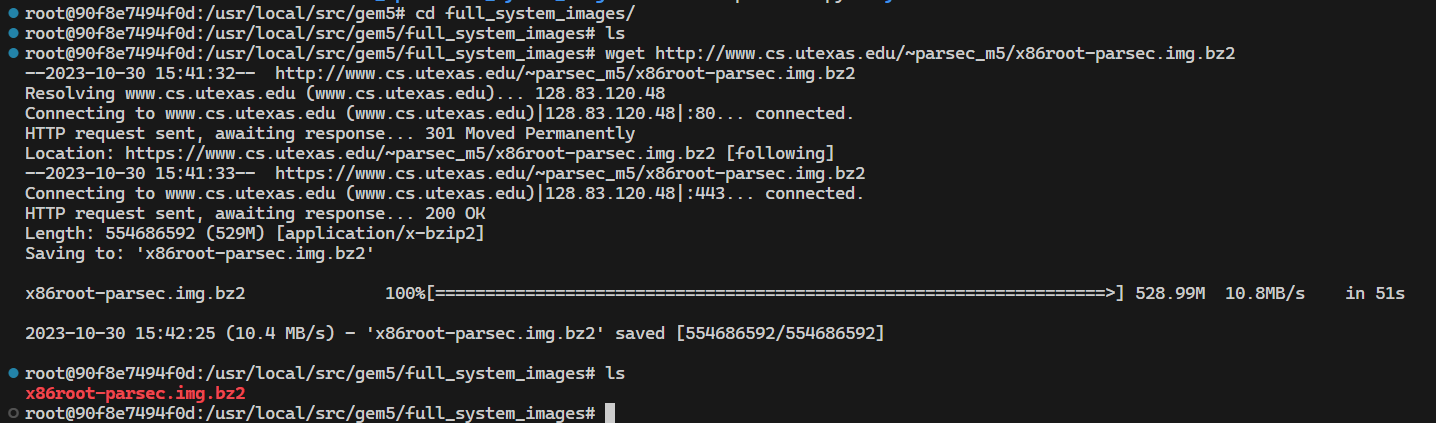 root@90f8e7494f0d:/usr/local/src/gem5# cd full_system_images/
root@90f8e7494f0d:/usr/local/src/gem5/full_system_images# ls
root@90f8e7494f0d:/usr/local/src/gem5/full_system_images# wget http://www.cs.utexas.edu/~parsec_m5/x86root-parsec.img.bz2
--2023-10-30 15:41:32--  http://www.cs.utexas.edu/~parsec_m5/x86root-parsec.img.bz2
Resolving www.cs.utexas.edu (www.cs.utexas.edu)... 128.83.120.48
Connecting to www.cs.utexas.edu (www.cs.utexas.edu)|128.83.120.48|:80... connected.
HTTP request sent, awaiting response... 301 Moved Permanently
Location: https://www.cs.utexas.edu/~parsec_m5/x86root-parsec.img.bz2 [following]
--2023-10-30 15:41:33--  https://www.cs.utexas.edu/~parsec_m5/x86root-parsec.img.bz2
Connecting to www.cs.utexas.edu (www.cs.utexas.edu)|128.83.120.48|:443... connected.
HTTP request sent, awaiting response... 200 OK
Length: 554686592 (529M) [application/x-bzip2]
Saving to: 'x86root-parsec.img.bz2'
x86root-parsec.img.bz2              100%[===================================================================>] 528.99M  10.8MB/s    in 51s
2023-10-30 15:42:25 (10.4 MB/s) - 'x86root-parsec.img.bz2' saved [554686592/554686592]
root@90f8e7494f0d:/usr/local/src/gem5/full_system_images# ls
x86root-parsec.img.bz2
root@90f8e7494f0d:/usr/local/src/gem5/full_system_images#